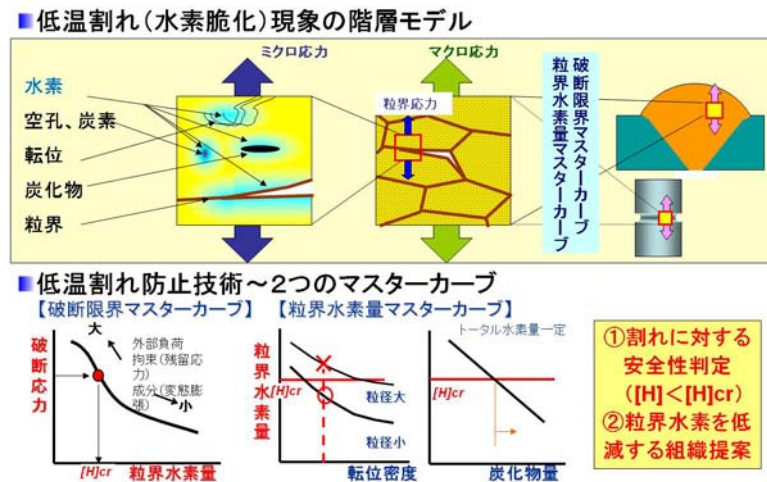 低温割れ(水素脆化)現象の階層モデル
ミクロ応力
マクロ応力
水素
空孔、炭素
転位
炭化物
粒界
粒界応力
破断限界マスターカーブ
粒界水素量マスターカーブ
低温割れ防止技術～2つのマスターカーブ
【破断限界マスターカーブ】
【粒界水素量マスターカーブ】
大
外部負荷
拘束(残留応
力)
成分(変態膨
張)
小
破断応力
[H]cr
粒界水素量
粒界水素量
[H]cr
粒径大
粒径小
転位密度
トータル水素量一定
[H]cr
炭化物量
①割れに対する
安全性判定
([H]<[H]cr)
②粒界水素を低
減する組織提案